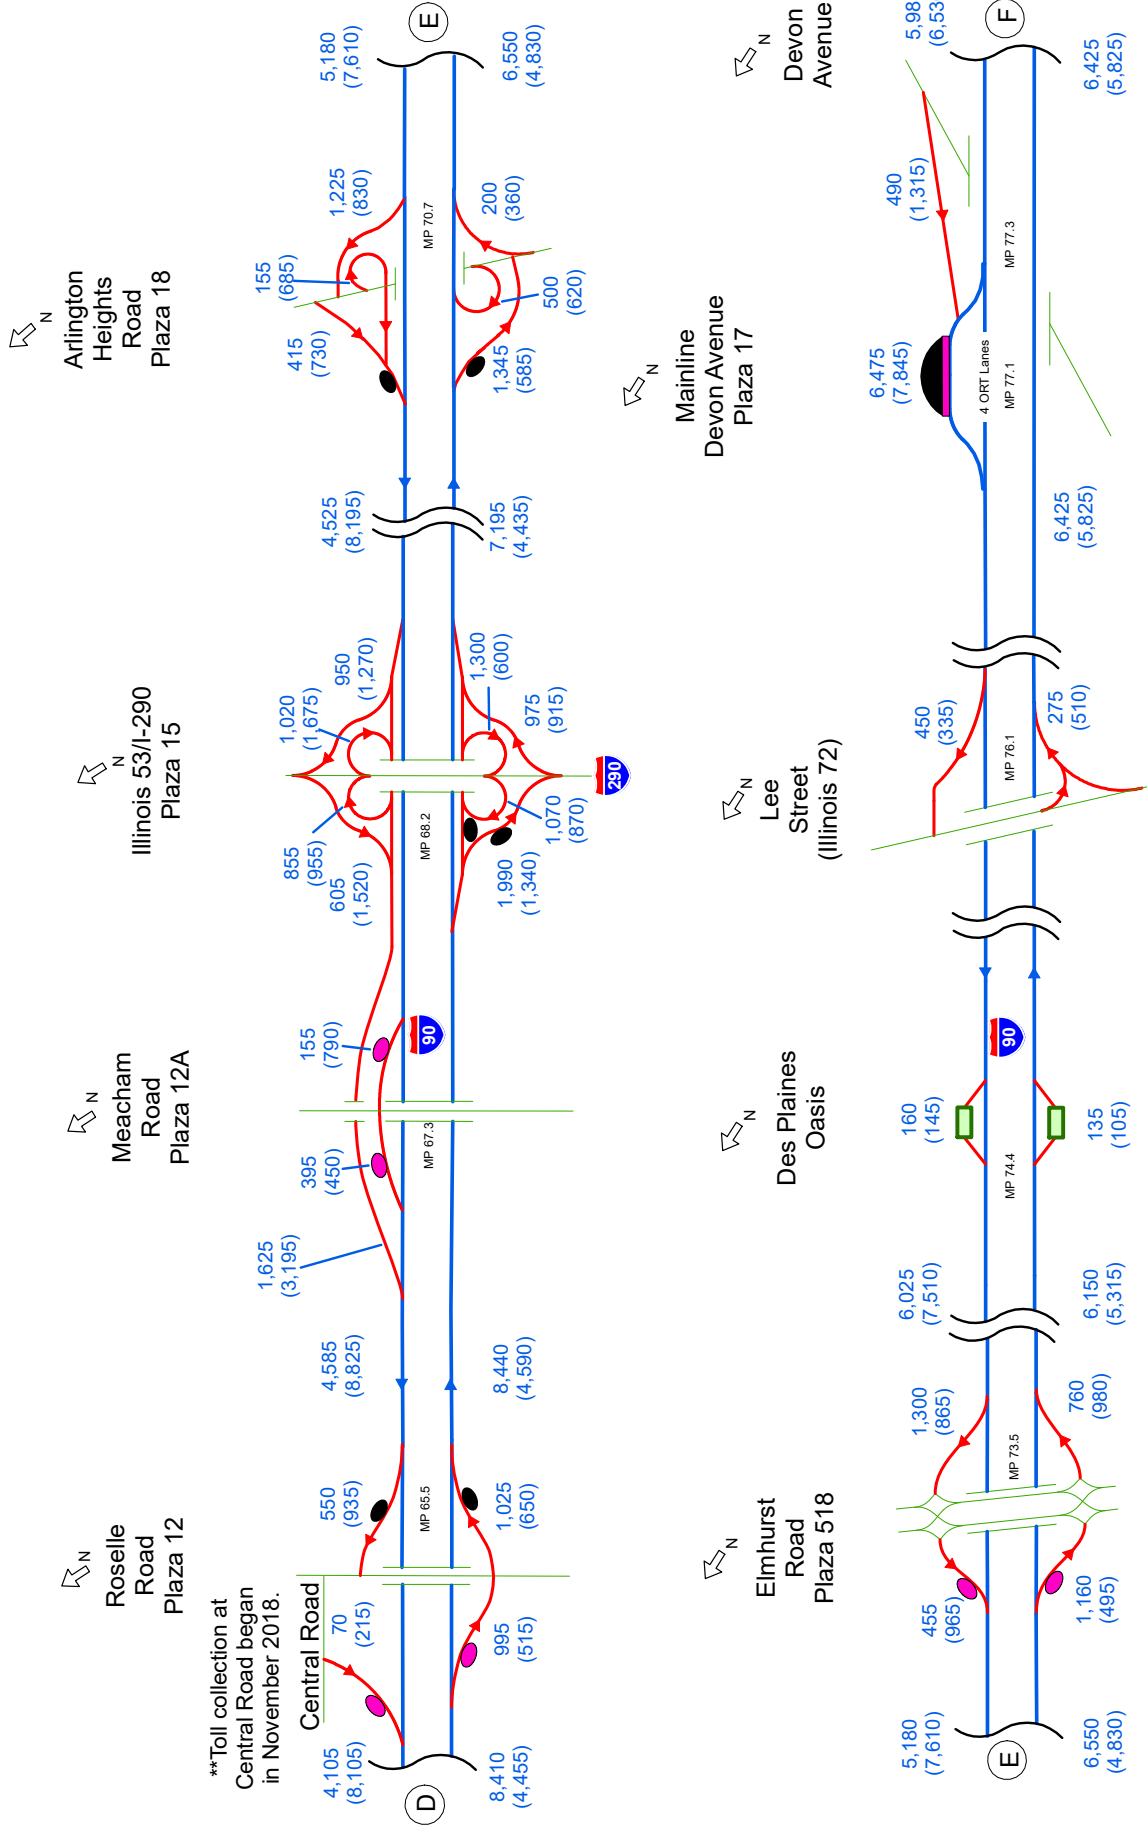 Roselle
Road
Plaza 12
N
**Toll collection at
Central Road began
in November 2018.
Central Road
4,105
(8,105)
70
(215)
550
(935)
4,585
(8,825)
D
MP 65.5
8,410
(4,455)
995
(515)
1,025
(650)
8,440
(4,590)
Meacham
Road
Plaza 12A
N
1,625
(3,195)
395
(450)
155
(790)
MP 67.3
90
Illinois 53/I-290
Plaza 15
N
605
(1,520)
855
(955)
1,020
(1,675)
950
(1,270)
MP 68.2
1,990
(1,340)
1,070
(870)
975
(915)
1,300
(600)
290
4,525
(8,195)
7,195
(4,435)
Arlington
Heights
Road
Plaza 18
N
415
(730)
155
(685)
1,225
(830)
MP 70.7
1,345
(585)
500
(620)
200
(360)
5,180
(7,610)
6,550
(4,830)
E
Elmhurst
Road
Plaza 518
N
5,180
(7,610)
455
(965)
1,300
(865)
6,025
(7,510)
E
MP 73.5
6,550
(4,830)
1,160
(495)
760
(980)
6,150
(5,315)
Des Plaines
Oasis
N
160
(145)
MP 74.4
90
135
(105)
Lee
Street
(Illinois 72)
N
450
(335)
MP 76.1
275
(510)
Mainline
Devon Avenue
Plaza 17
N
6,475
(7,845)
4 ORT Lanes
MP 77.1
6,425
(5,825)
Devon
Avenue
N
490
(1,315)
MP 77.3
5,98
(6,53
6,425
(5,825)
F